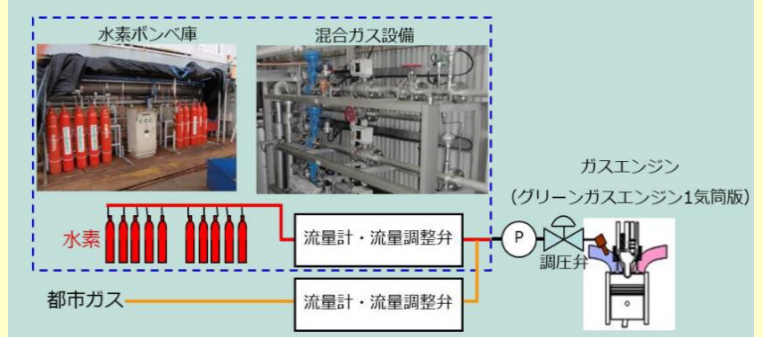 水素ボンベ庫
混合ガス設備
ガスエンジン
(グリーンガスエンジン1気筒版)
水素
流量計・流量調整弁
P
調圧弁
都市ガス
流量計・流量調整弁